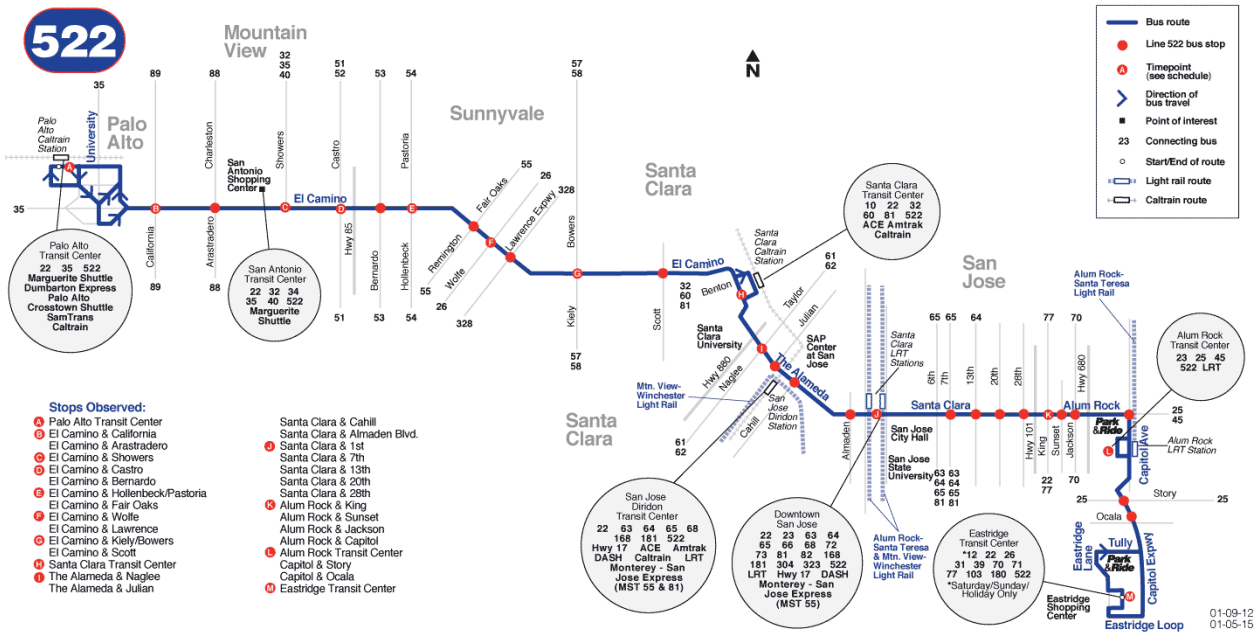 522
Mountain
View
Palo
Alto
Sunnyvale
Santa
Clara
San
Jose
Santa
Clara
N
35
89
88
32
35
40
51
52
53
54
57
58
University
Palo
Alto
Caltrain
Station
A
Charleston
San
Antonio
Shopping
Center
Showers
Castro
Pastoria
El Camino
35
B
C
D
E
California
Arastradero
Hwy 85
Bernardo
Hollenbeck
89
88
51
53
54
Remington
Fair Oaks
55
Wolfe
26
Lawrence Expwy
328
F
55
26
328
Bowers
G
Kiely
57
58
Scott
El Camino
32
60
81
Benton
H
Santa
Clara
Caltrain
Station
61
62
Taylor
Julian
Santa
Clara
University
SAP
Center
at San
Jose
I
The Alameda
Hwy 880
Naglee
61
62
Mtn. View-
Winchester
Light Rail
Cahill
San
Jose
Diridon
Station
Almaden
J
Santa
Clara
LRT
Stations
Santa Clara
San Jose
City Hall
San Jose
State
University
65
65
64
77
70
6th
7th
13th
20th
28th
Hwy 101
King
Sunset
Jackson
Hwy 680
K
Alum Rock
63
64
65
81
63
64
65
81
22
77
70
Alum Rock-
Santa Teresa
Light Rail
25
45
Park
&Ride
L
Capitol Ave
Alum Rock
LRT Station
25
Story
25
Ocala
Tully
Eastridge
Lane
Park
&Ride
Capitol Expwy
M
Eastridge
Shopping
Center
Eastridge Loop
Alum Rock-
Santa Teresa
& Mtn. View-
Winchester
Light Rail
Palo Alto
Transit Center
22 35 522
Marguerite Shuttle
Dumbarton Express
Palo Alto
Crosstown Shuttle
SamTrans
Caltrain
San Antonio
Transit Center
22 32 34
35 40 522
Marguerite
Shuttle
Santa Clara
Transit Center
10 22 32
60 81 522
ACE Amtrak
Caltrain
Alum Rock
Transit Center
23 25 45
522 LRT
San Jose
Diridon
Transit Center
22 63 64 65 68
168 181 522
Hwy 17 ACE Amtrak
DASH Caltrain LRT
Monterey - San
Jose Express
(MST 55 & 81)
Downtown
San Jose
22 23 63 64
65 66 68 72
73 81 82 168
181 304 323 522
LRT Hwy 17 DASH
Monterey - San
Jose Express
(MST 55)
Eastridge
Transit Center
*12 22 26
31 39 70 71
77 103 180 522
*Saturday/Sunday/
Holiday Only
Bus route
Line 522 bus stop
A Timepoint
(see schedule)
Direction of
bus travel
Point of interest
23 Connecting bus
Start/End of route
Light rail route
Caltrain route
Stops Observed:
A Palo Alto Transit Center
B El Camino & California
El Camino & Arastradero
C El Camino & Showers
D El Camino & Castro
El Camino & Bernardo
E El Camino & Hollenbeck/Pastoria
El Camino & Fair Oaks
F El Camino & Wolfe
El Camino & Lawrence
G El Camino & Kiely/Bowers
El Camino & Scott
H Santa Clara Transit Center
I The Alameda & Naglee
The Alameda & Julian
Santa Clara & Cahill
Santa Clara & Almaden Blvd.
J Santa Clara & 1st
Santa Clara & 7th
Santa Clara & 13th
Santa Clara & 20th
Santa Clara & 28th
K Alum Rock & King
Alum Rock & Sunset
Alum Rock & Jackson
Alum Rock & Capitol
L Alum Rock Transit Center
Capitol & Story
Capitol & Ocala
M Eastridge Transit Center
01-09-12
01-05-15